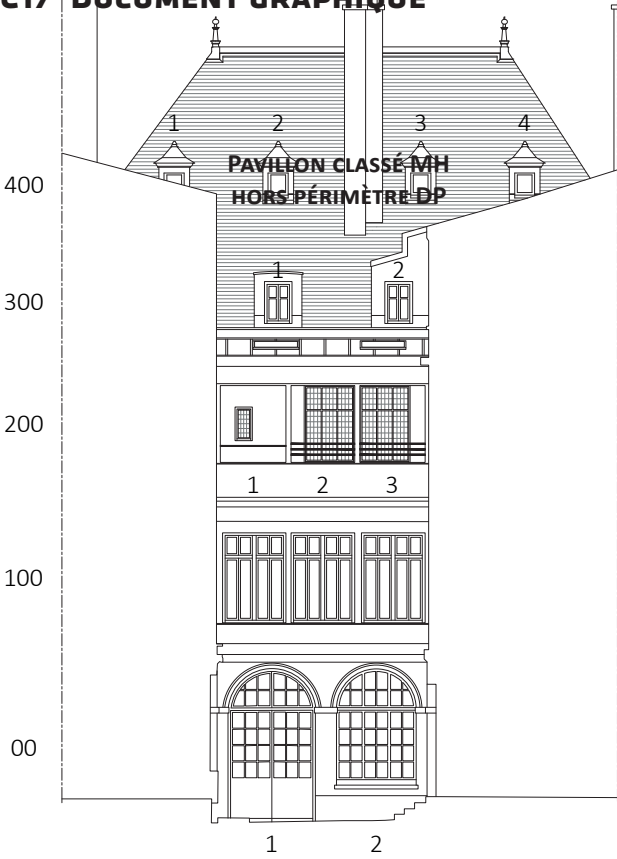 C17 DOCUMENT GRAPHIQUE
1 2 3 4
PAVILLON CLASSÉ MH
400
HORS PÉRIMÈTRE DP
1 2
300
200
1 2 3
100
00
1 2